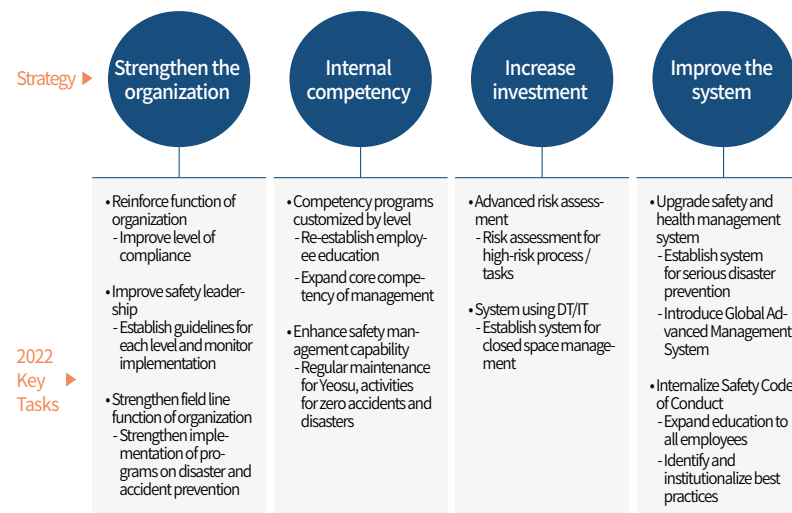 Strategy
Strengthen the
organization
Internal
competency
Increase
investment
Improve the
system
2022
Key
Tasks
• Reinforce function of
organization
- Improve level of
compliance
• Improve safety leader-
ship
- Establish guidelines for
each level and monitor
implementation
• Strengthen field line
function of organization
- Strengthen imple-
mentation of pro-
grams on disaster and
accident prevention
• Competency programs
customized by level
- Re-establish employ-
ee education
- Expand core compe-
tency of management
• Enhance safety man-
agement capability
- Regular maintenance
for Yeosu, activities
for zero accidents and
disasters
• Advanced risk assess-
ment
- Risk assessment for
high-risk process /
tasks
• System using DT/IT
- Establish system for
closed space manage-
ment
• Upgrade safety and
health management
system
- Establish system
for serious disaster
prevention
- Introduce Global Ad-
vanced Management
System
• Internalize Safety Code
of Conduct
- Expand education to
all employees
- Identify and
institutionalize best
practices